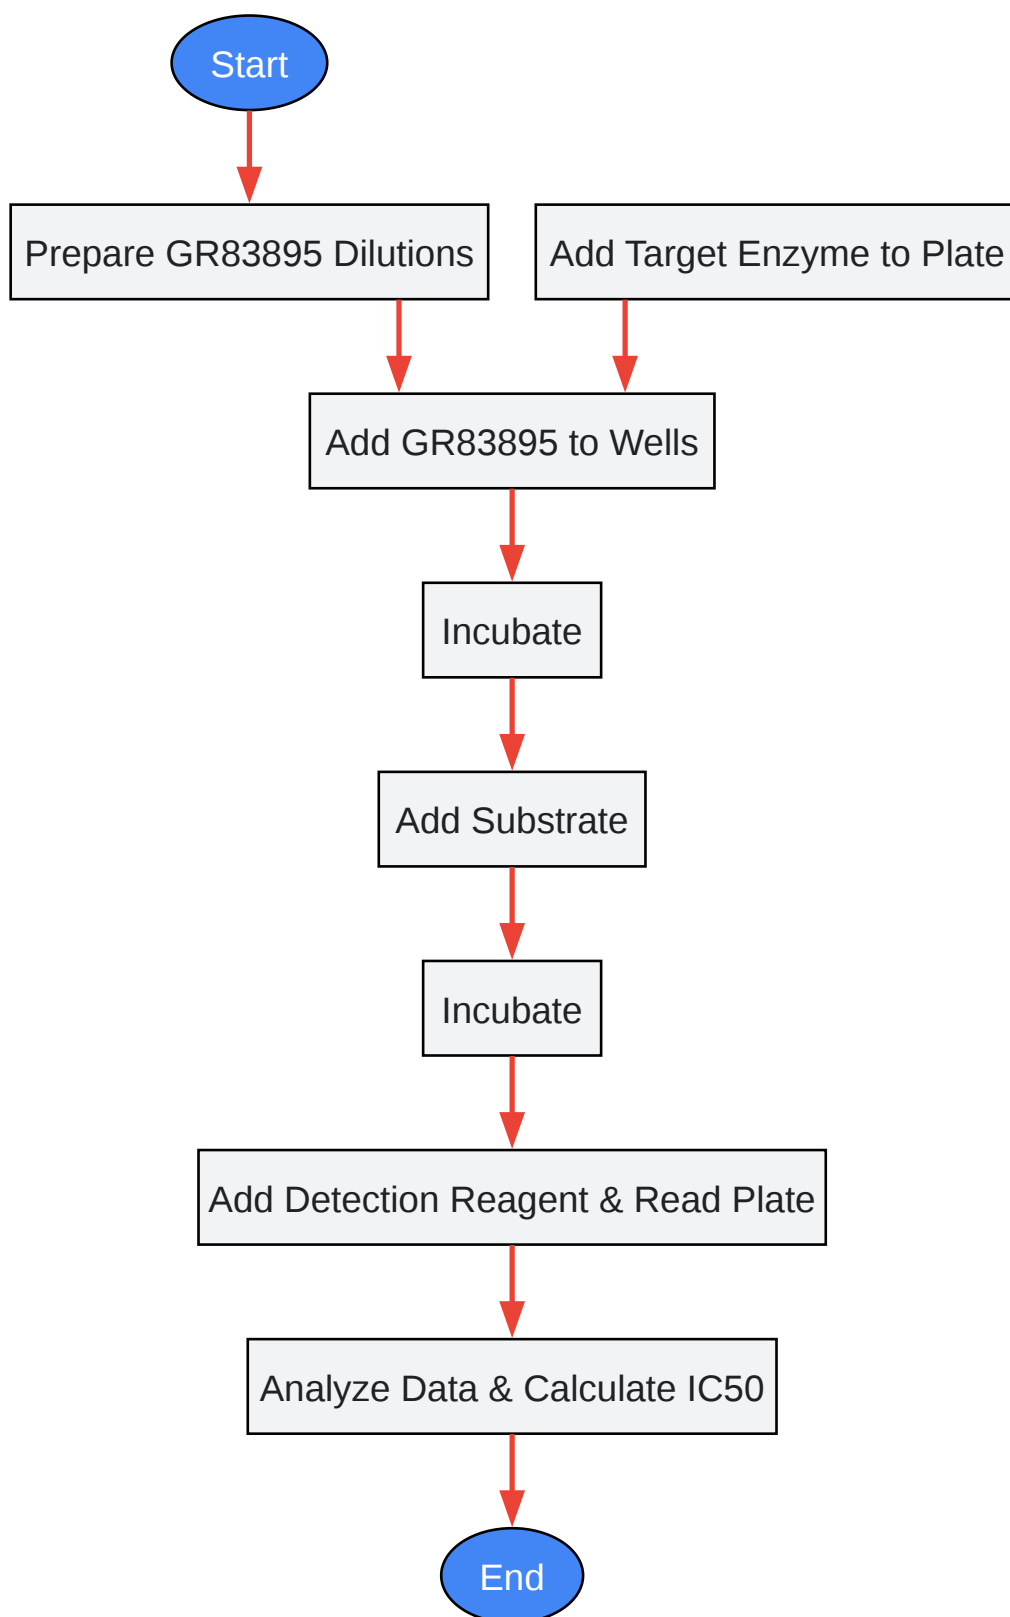 Start
Prepare GR83895 Dilutions
Add Target Enzyme to Plate
Add GR83895 to Wells
Incubate
Add Substrate
Incubate
Add Detection Reagent & Read Plate
Analyze Data & Calculate IC50
End